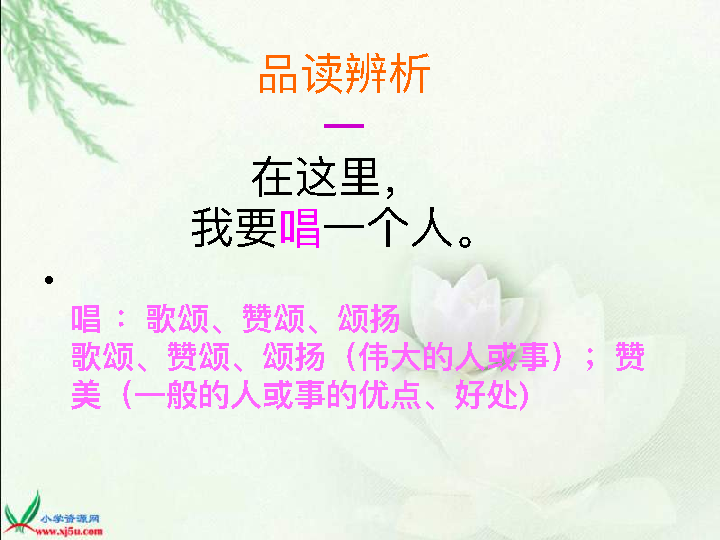 品读辨析
一
在这里，
我要唱一个人。
•
唱 ： 歌颂、赞颂、颂扬
歌颂、赞颂、颂扬（伟大的人或事）；赞
美（一般的人或事的优点、好处)
小学资源网
www.xj5u.com